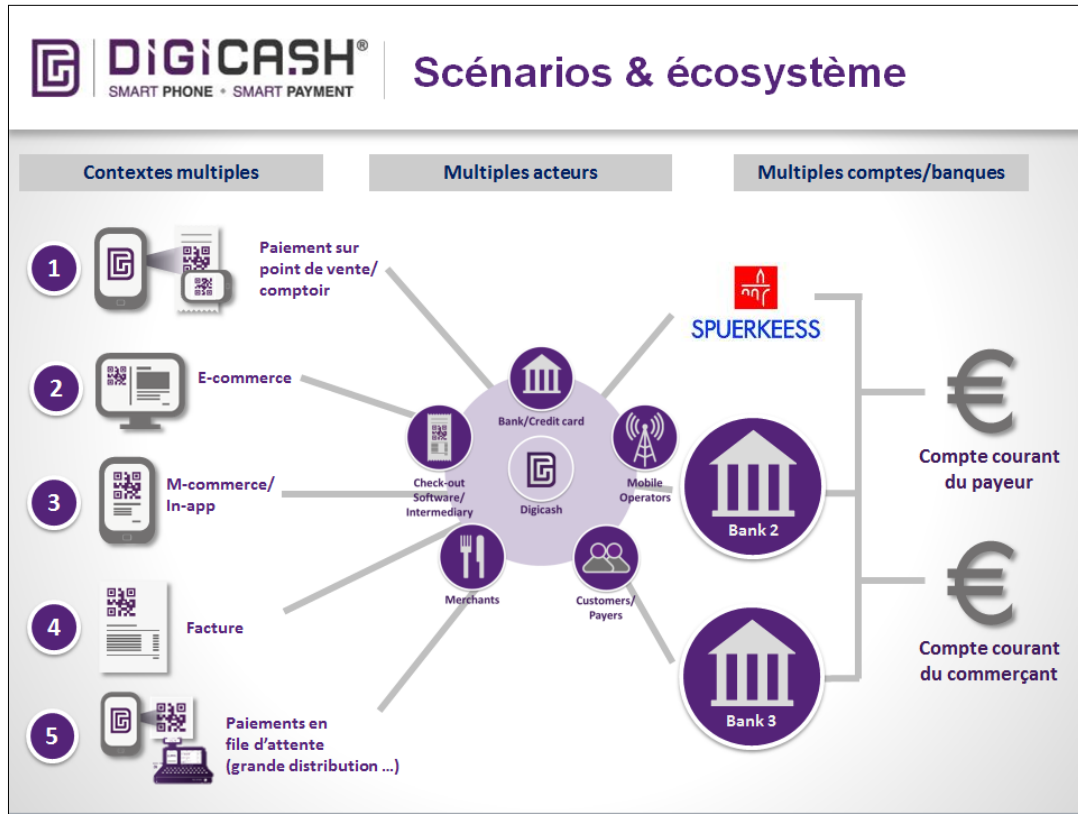 DiGiCASH®
SMART PHONE • SMART PAYMENT
Scénarios & écosystème
Contextes multiples
Multiples acteurs
Multiples comptes/banques
1
Paiement sur
point de vente/
comptoir
2
E-commerce
3
M-commerce/
In-app
4
Facture
5
Paiements en
file d'attente
(grande distribution ...)
Bank/Credit card
Check-out
Software/
Intermediary
Digicash
Mobile
Operators
Merchants
Customers/
Payers
SPUERKEESS
Bank 2
Bank 3
€
Compte courant
du payeur
€
Compte courant
du commerçant